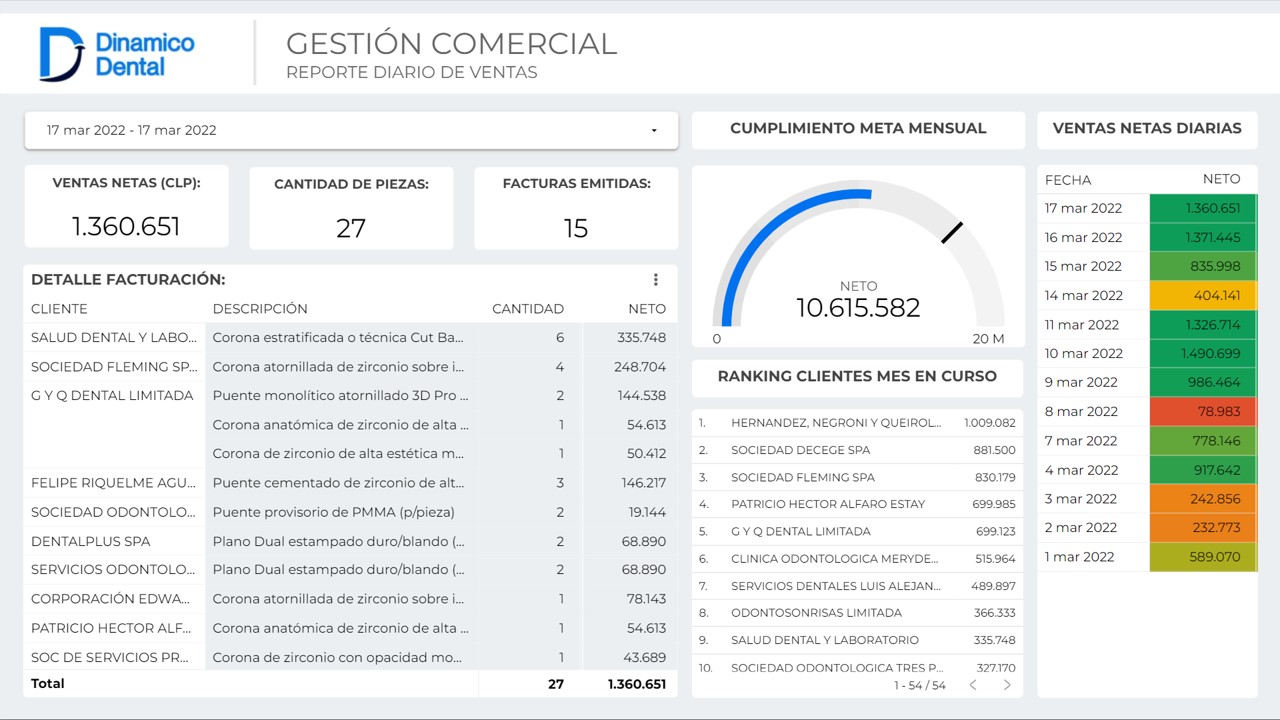 Dinamico
Dental
GESTIÓN COMERCIAL
REPORTE DIARIO DE VENTAS
17 mar 2022 - 17 mar 2022
VENTAS NETAS (CLP):
1.360.651
CANTIDAD DE PIEZAS:
27
FACTURAS EMITIDAS:
15
DETALLE FACTURACIÓN:
CLIENTE DESCRIPCIÓN CANTIDAD NETO
SALUD DENTAL Y LABO... Corona estratificada o técnica Cut Ba... 6 335.748
SOCIEDAD FLEMING SP... Corona atornillada de zirconio sobre i... 4 248.704
G Y Q DENTAL LIMITADA Puente monolítico atornillado 3D Pro ... 2 144.538
Corona anatómica de zirconio de alta ... 1 54.613
Corona de zirconio de alta estética m... 1 50.412
FELIPE RIQUELME AGU... Puente cementado de zirconio de alt... 3 146.217
SOCIEDAD ODONTOLO... Puente provisorio de PMMA (p/pieza) 2 19.144
DENTALPLUS SPA Plano Dual estampado duro/blando (... 2 68.890
SERVICIOS ODONTOLO... Plano Dual estampado duro/blando (... 2 68.890
CORPORACIÓN EDWA... Corona atornillada de zirconio sobre i... 1 78.143
PATRICIO HECTOR ALF... Corona anatómica de zirconio de alta ... 1 54.613
SOC DE SERVICIOS PR... Corona de zirconio con opacidad mo... 1 43.689
Total 27 1.360.651
CUMPLIMIENTO META MENSUAL
NETO
10.615.582
0 20 M
RANKING CLIENTES MES EN CURSO
1. HERNANDEZ, NEGRONI Y QUEIROL... 1.009.082
2. SOCIEDAD DECEGE SPA 881.500
3. SOCIEDAD FLEMING SPA 830.179
4. PATRICIO HECTOR ALFARO ESTAY 699.985
5. G Y Q DENTAL LIMITADA 699.123
6. CLINICA ODONTOLOGICA MERYDE... 515.964
7. SERVICIOS DENTALES LUIS ALEJAN... 489.897
8. ODONTOSONRISAS LIMITADA 366.333
9. SALUD DENTAL Y LABORATORIO 335.748
10. SOCIEDAD ODONTOLOGICA TRES P... 327.170
1 - 54 / 54
VENTAS NETAS DIARIAS
FECHA NETO
17 mar 2022 1.360.651
16 mar 2022 1.371.445
15 mar 2022 835.998
14 mar 2022 404.141
11 mar 2022 1.326.714
10 mar 2022 1.490.699
9 mar 2022 986.464
8 mar 2022 78.983
7 mar 2022 778.146
4 mar 2022 917.642
3 mar 2022 242.856
2 mar 2022 232.773
1 mar 2022 589.070